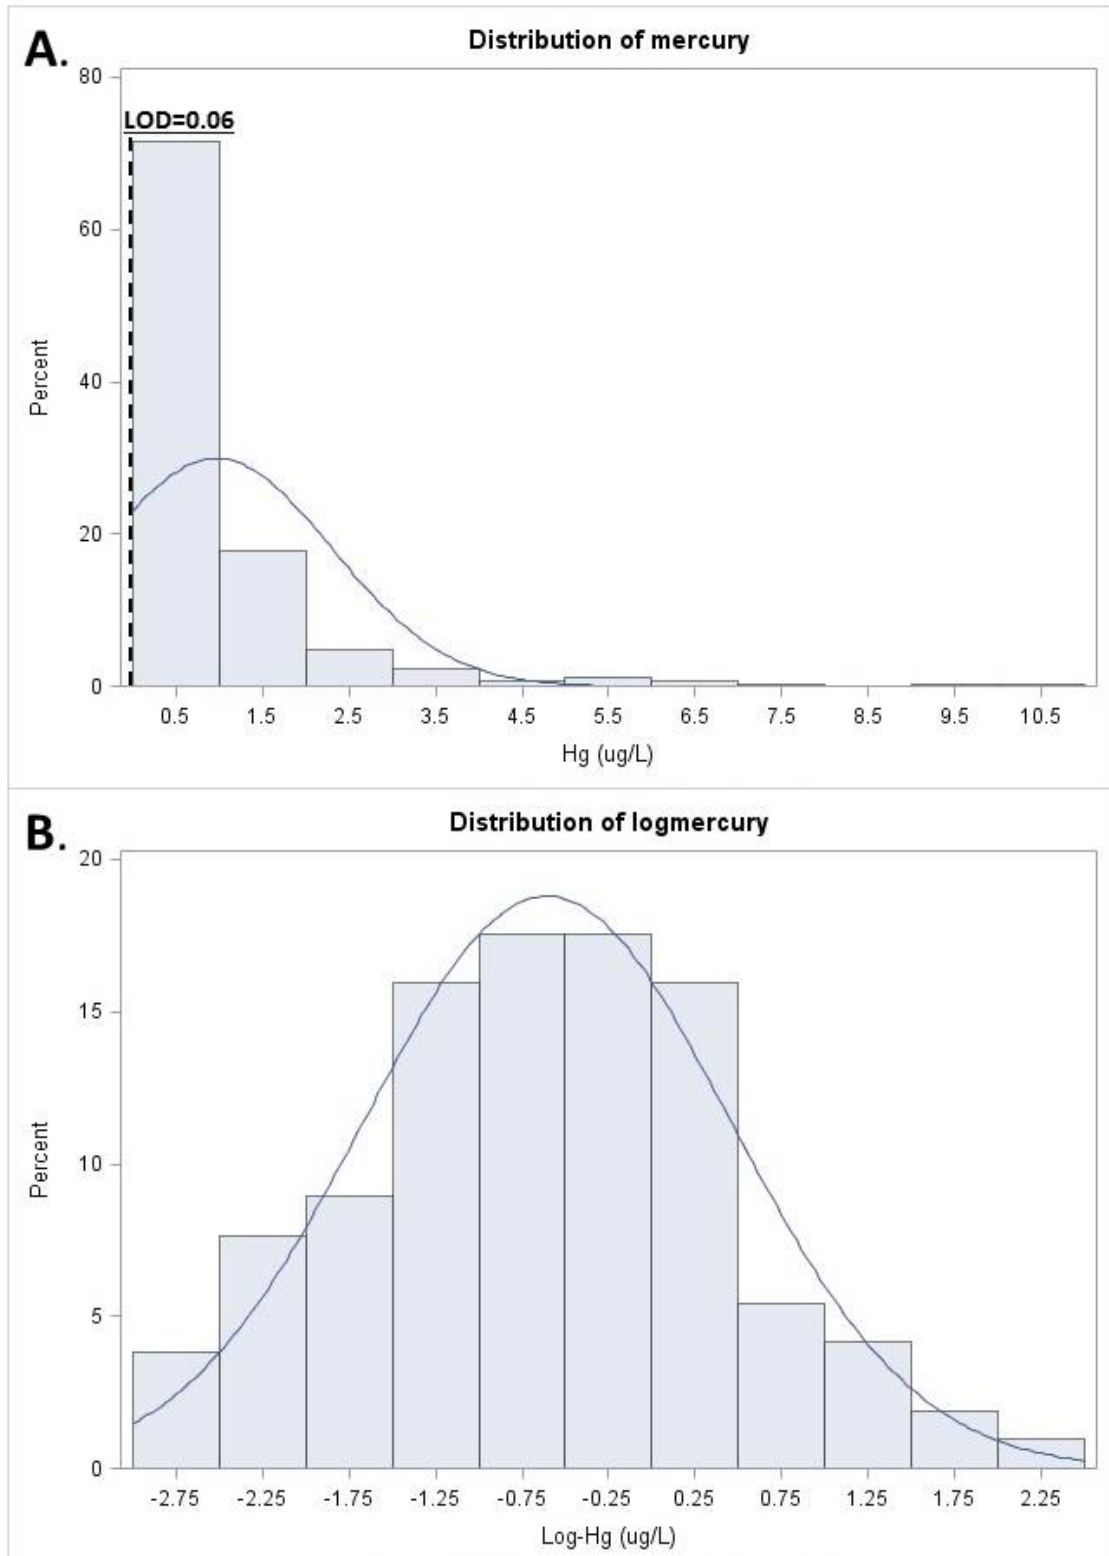 A.
Distribution of mercury
LOD=0.06
80
60
40
20
0
Percent
0.5 1.5 2.5 3.5 4.5 5.5 6.5 7.5 8.5 9.5 10.5
Hg (ug/L)
B.
Distribution of logmercury
20
15
10
5
0
Percent
-2.75 -2.25 -1.75 -1.25 -0.75 -0.25 0.25 0.75 1.25 1.75 2.25
Log-Hg (ug/L)